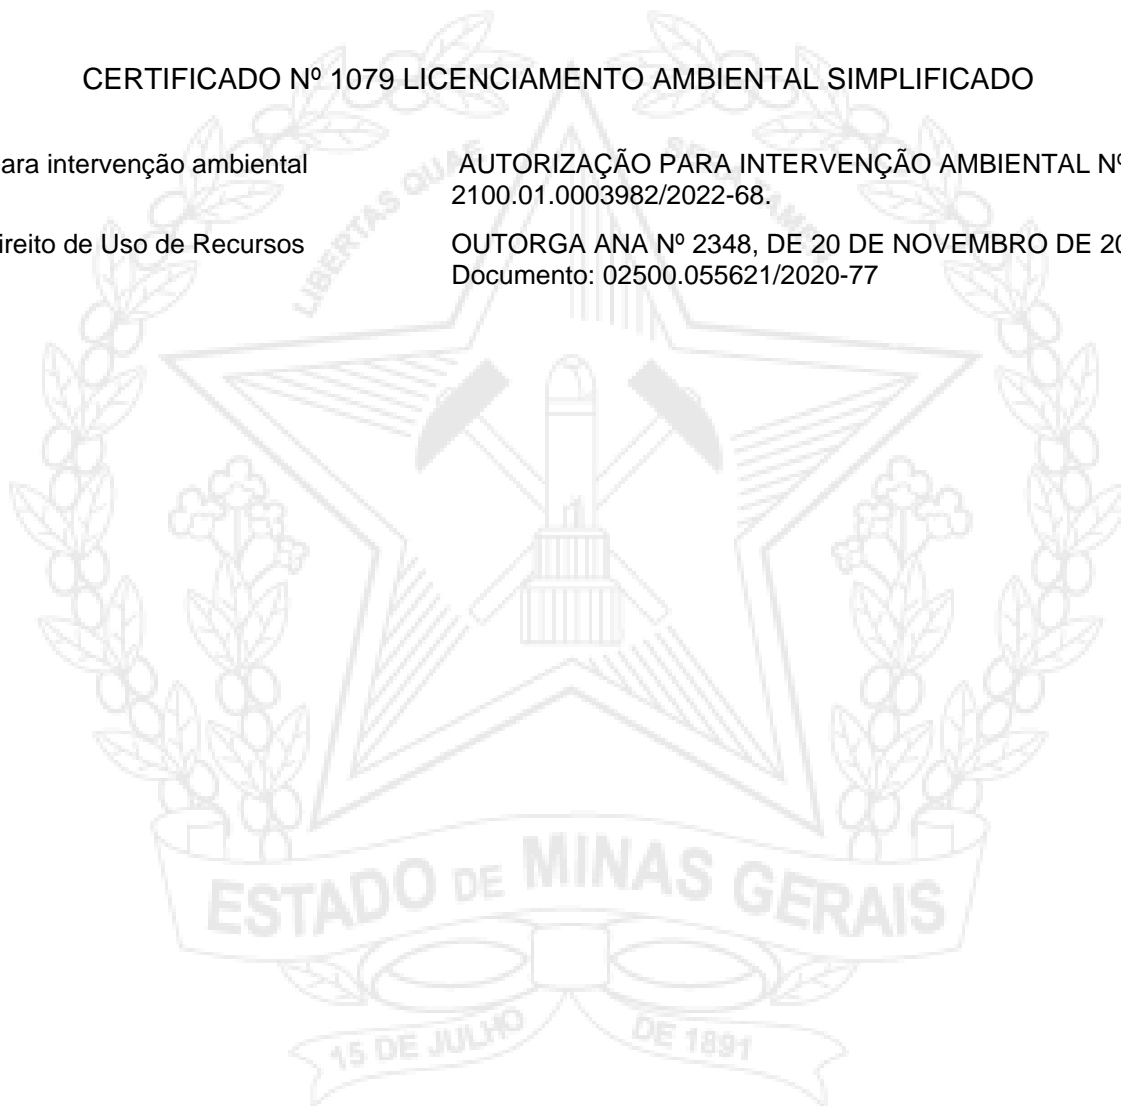 CERTIFICADO Nº 1079 LICENCIAMENTO AMBIENTAL SIMPLIFICADO
ara intervenção ambiental AUTORIZAÇÃO PARA INTERVENÇÃO AMBIENTAL Nº
2100.01.0003982/2022-68.
ireito de Uso de Recursos OUTORGA ANA Nº 2348, DE 20 DE NOVEMBRO DE 20
Documento: 02500.055621/2020-77
LIBERTAS QUAE SERA TAMEN
ESTADO DE MINAS GERAIS
15 DE JULHO DE 1891